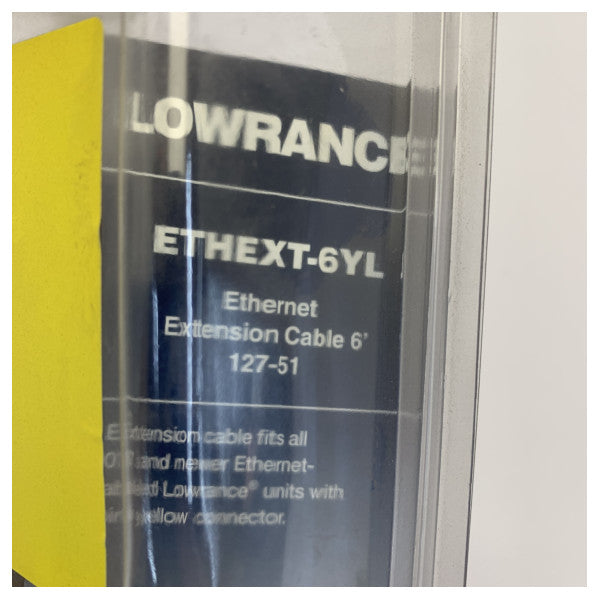 LOWRANCE
ETHEXT-6YL
Ethernet
Extension Cable 6'
127-51
Extension cable fits all
and newer Ethernet-
Lowrance® units with
yellow connector.